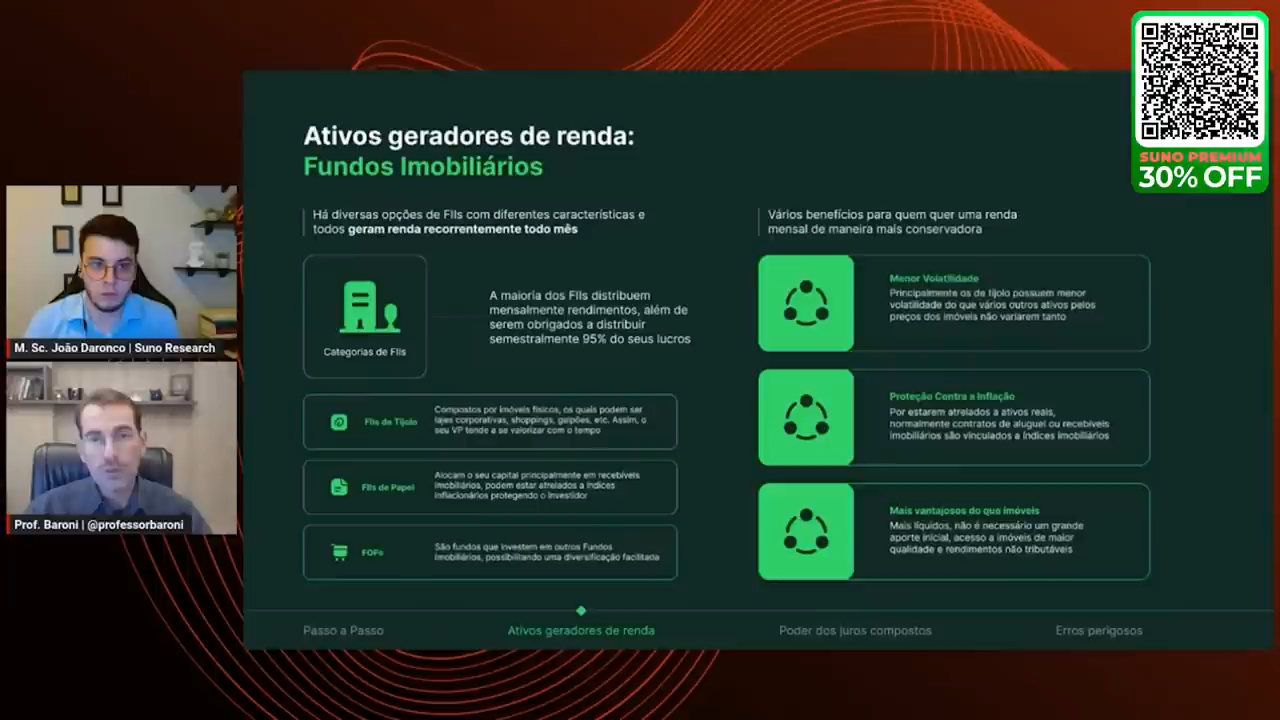 Ativos geradores de renda:
Fundos Imobiliários
Há diversas opções de FIIs com diferentes características e
todos geram renda recorrentemente todo mês
Categorias de FIIs
A maioria dos FIIs distribuem
mensalmente rendimentos, além de
serem obrigados a distribuir
semestralmente 95% do seus lucros
FIIs de Tijolo
Compostos por imóveis físicos, os quais podem ser
lajes corporativas, shoppings, galpões, etc. Assim, o
seu VP tende a se valorizar com o tempo
FIIs de Papel
Alocam o seu capital principalmente em recebíveis
imobiliários, podem estar atrelados a índices
inflacionários protegendo o investidor
FOFs
São fundos que investem em outros Fundos
Imobiliários, possibilitando uma diversificação facilitada
Vários benefícios para quem quer uma renda
mensal de maneira mais conservadora
Menor Volatilidade
Principalmente os de tijolo possuem menor
volatilidade do que vários outros ativos pelos
preços dos imóveis não variarem tanto
Proteção Contra a Inflação
Por estarem atrelados a ativos reais,
normalmente contratos de aluguel ou recebíveis
imobiliários são vinculados a índices imobiliários
Mais vantajosos do que imóveis
Mais líquidos, não é necessário um grande
aporte inicial, acesso a imóveis de maior
qualidade e rendimentos não tributáveis
Passo a Passo
Ativos geradores de renda
Poder dos juros compostos
Erros perigosos
M. Sc. João Daronco | Suno Research
Prof. Baroni | @professorbaroni
SUNO PREMIUM
30% OFF